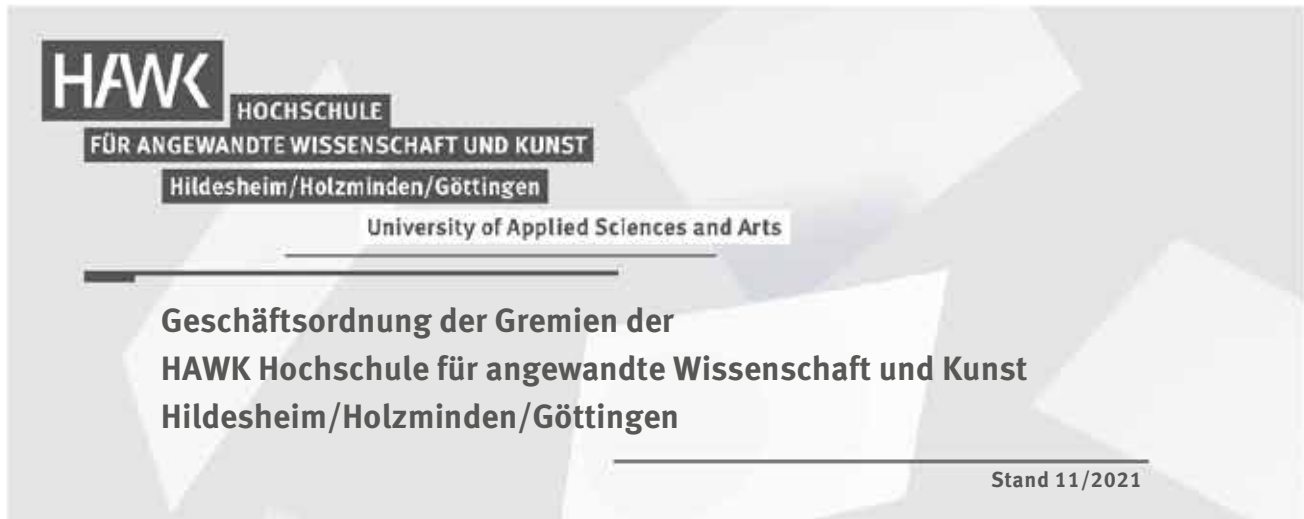 HAWK
HOCHSCHULE
FÜR ANGEWANDTE WISSENSCHAFT UND KUNST
Hildesheim/Holzminden/Göttingen
University of Applied Sciences and Arts
Geschäftsordnung der Gremien der
HAWK Hochschule für angewandte Wissenschaft und Kunst
Hildesheim/Holzminden/Göttingen
Stand 11/2021